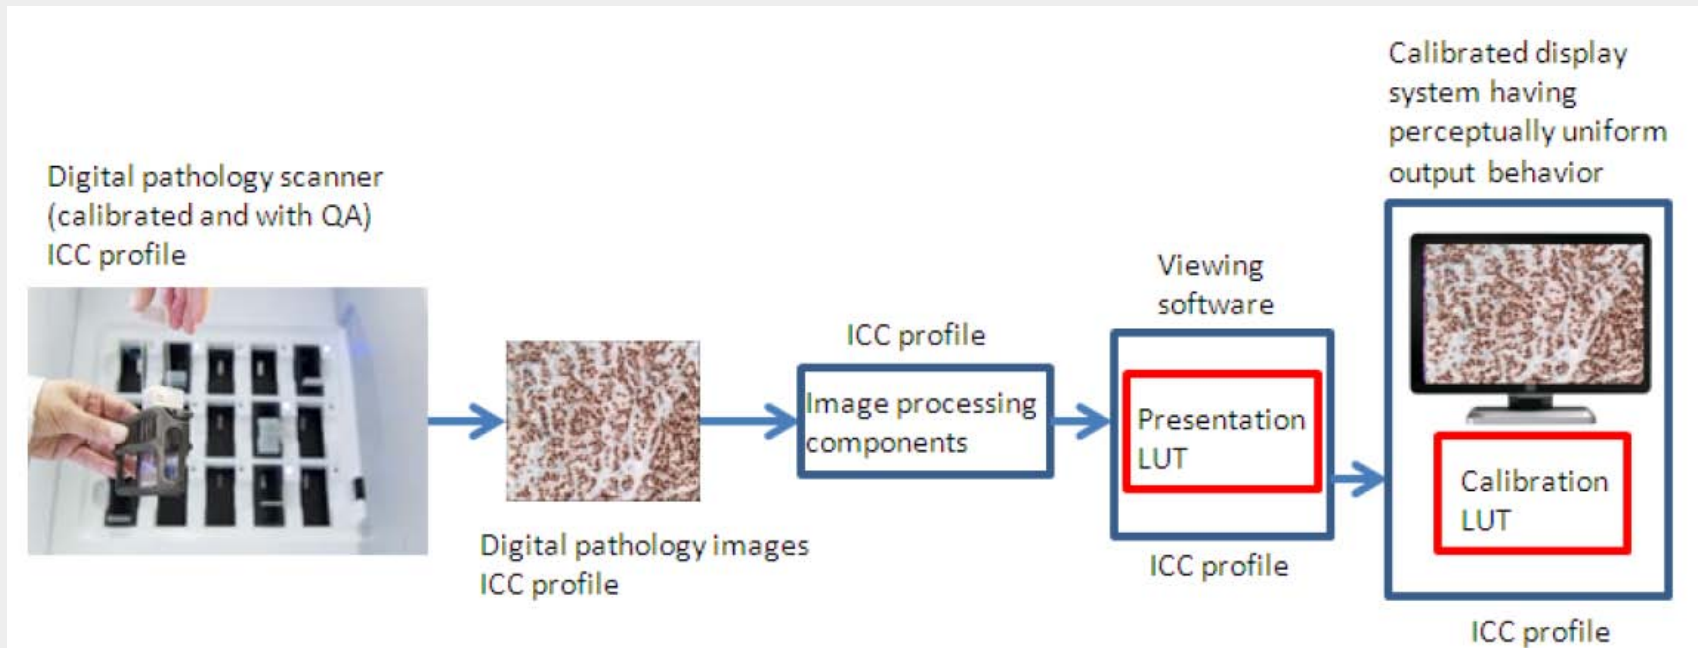 Digital pathology scanner
(calibrated and with QA)
ICC profile
Digital pathology images
ICC profile
ICC profile
Image processing
components
Viewing
software
Presentation
LUT
ICC profile
Calibrated display
system having
perceptually uniform
output behavior
Calibration
LUT
ICC profile